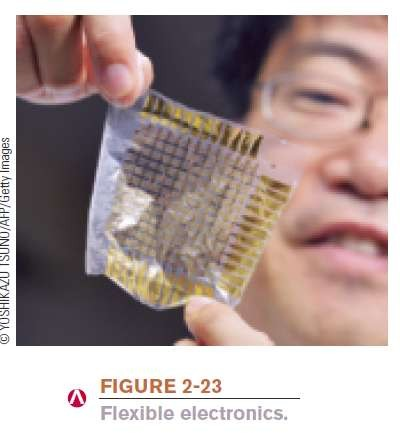 © YOSHIKAZU TSUNO/AFP/Getty Images
FIGURE 2-23
Flexible electronics.